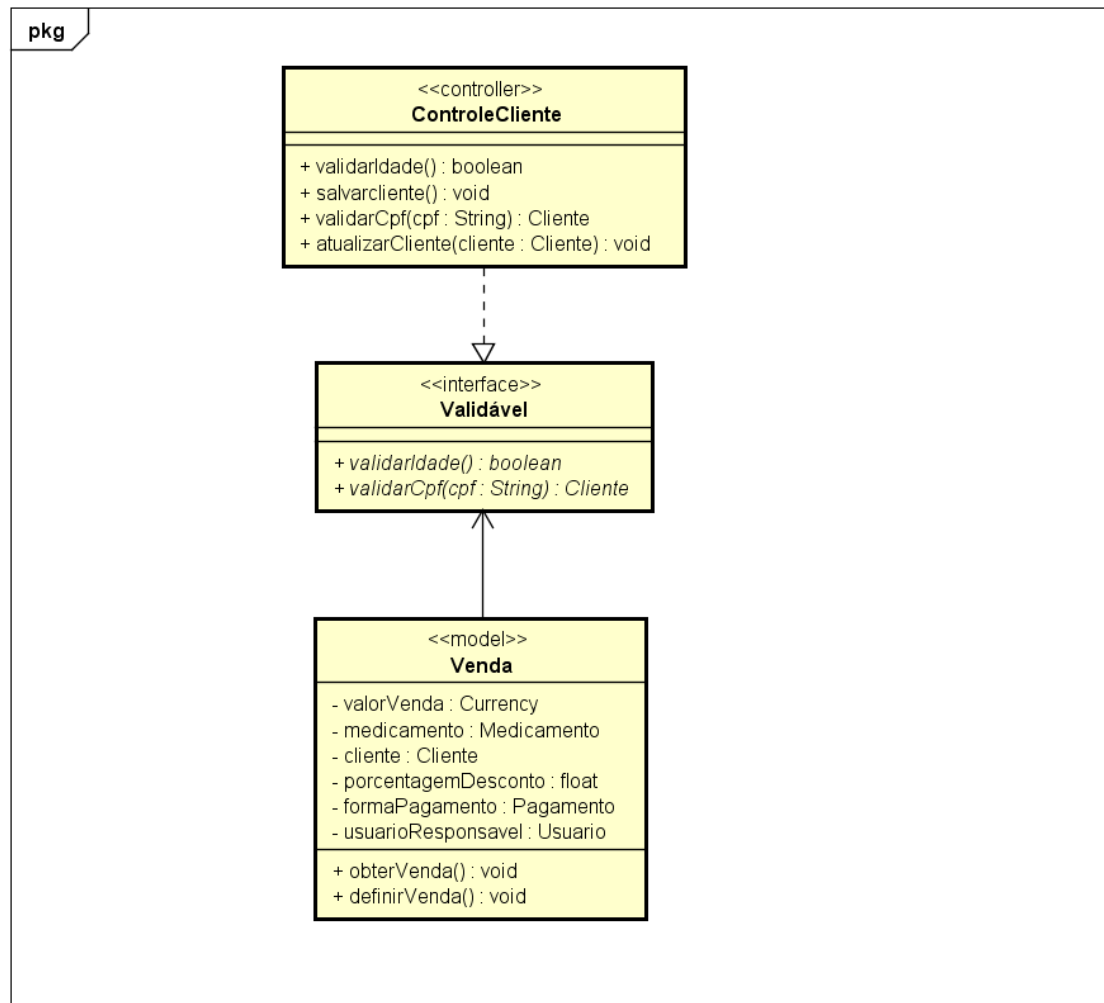 pkg
<<controller>>
ControleCliente
+ validarIdade() : boolean
+ salvarcliente() : void
+ validarCpf(cpf : String) : Cliente
+ atualizarCliente(cliente : Cliente) : void
<<interface>>
Validável
+ validarIdade() : boolean
+ validarCpf(cpf : String) : Cliente
<<model>>
Venda
- valorVenda : Currency
- medicamento : Medicamento
- cliente : Cliente
- porcentagemDesconto : float
- formaPagamento : Pagamento
- usuarioResponsavel : Usuario
+ obterVenda() : void
+ definirVenda() : void